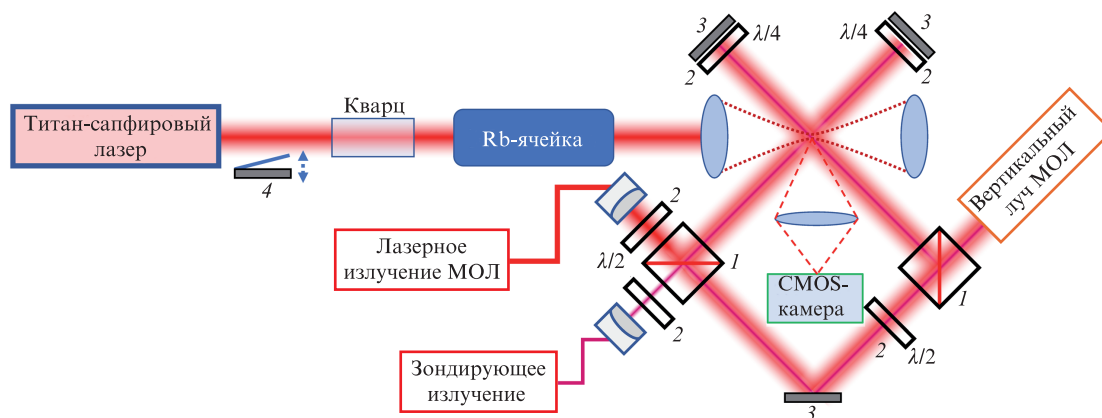 3
λ/4
2
λ/4
3
2
Титан-сапфировый
лазер
Кварц
Rb-ячейка
4
Вертикальный
луч МОЛ
2
Лазерное
излучение МОЛ
λ/2
1
2
CMOS-
камера
1
2
λ/2
Зондирующее
излучение
3